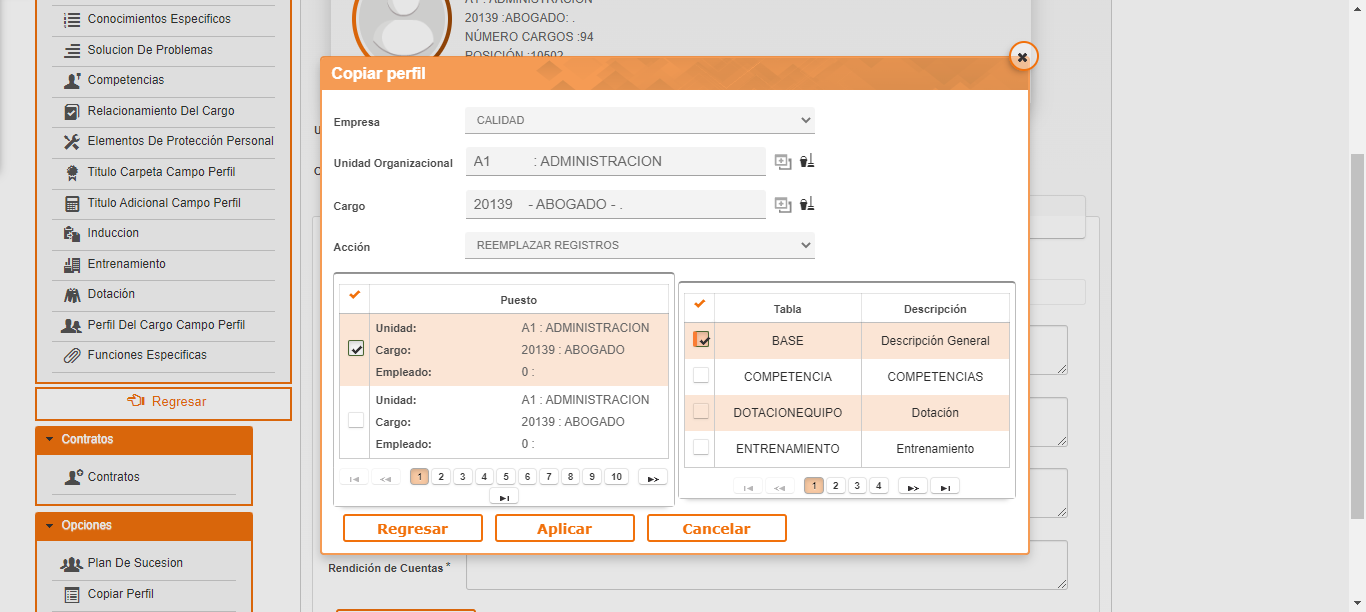 Conocimientos Especificos
Solucion De Problemas
Competencias
Relacionamiento Del Cargo
Elementos De Protección Personal
Titulo Carpeta Campo Perfil
Titulo Adicional Campo Perfil
Induccion
Entrenamiento
Dotación
Perfil Del Cargo Campo Perfil
Funciones Especificas
Regresar
Contratos
Contratos
Opciones
Plan De Sucesion
Copiar Perfil
A1 : ADMINISTRACION
20139 :ABOGADO: .
NÚMERO CARGOS :94
POSICIÓN :10502
Copiar perfil
Empresa CALIDAD
Unidad Organizacional A1 : ADMINISTRACION
Cargo 20139 - ABOGADO - .
Acción REEMPLAZAR REGISTROS
Puesto
Unidad: A1 : ADMINISTRACION
Cargo: 20139 : ABOGADO
Empleado: 0 :
Unidad: A1 : ADMINISTRACION
Cargo: 20139 : ABOGADO
Empleado: 0 :
1 2 3 4 5 6 7 8 9 10
Tabla Descripción
BASE Descripción General
COMPETENCIA COMPETENCIAS
DOTACIONEQUIPO Dotación
ENTRENAMIENTO Entrenamiento
1 2 3 4
Regresar Aplicar Cancelar
Rendición de Cuentas *